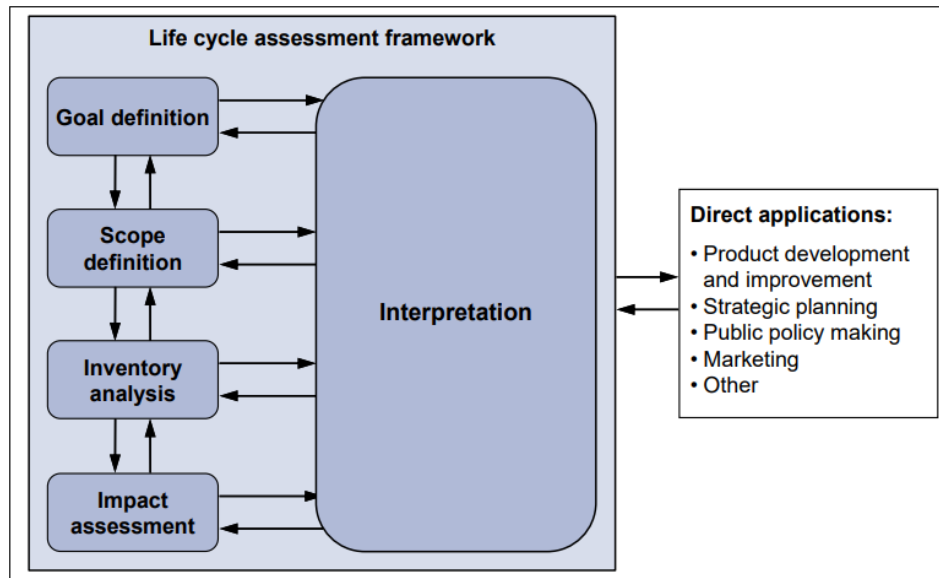 Life cycle assessment framework
Goal definition
Scope
definition
Inventory
analysis
Impact
assessment
Interpretation
Direct applications:
• Product development
and improvement
• Strategic planning
• Public policy making
• Marketing
• Other